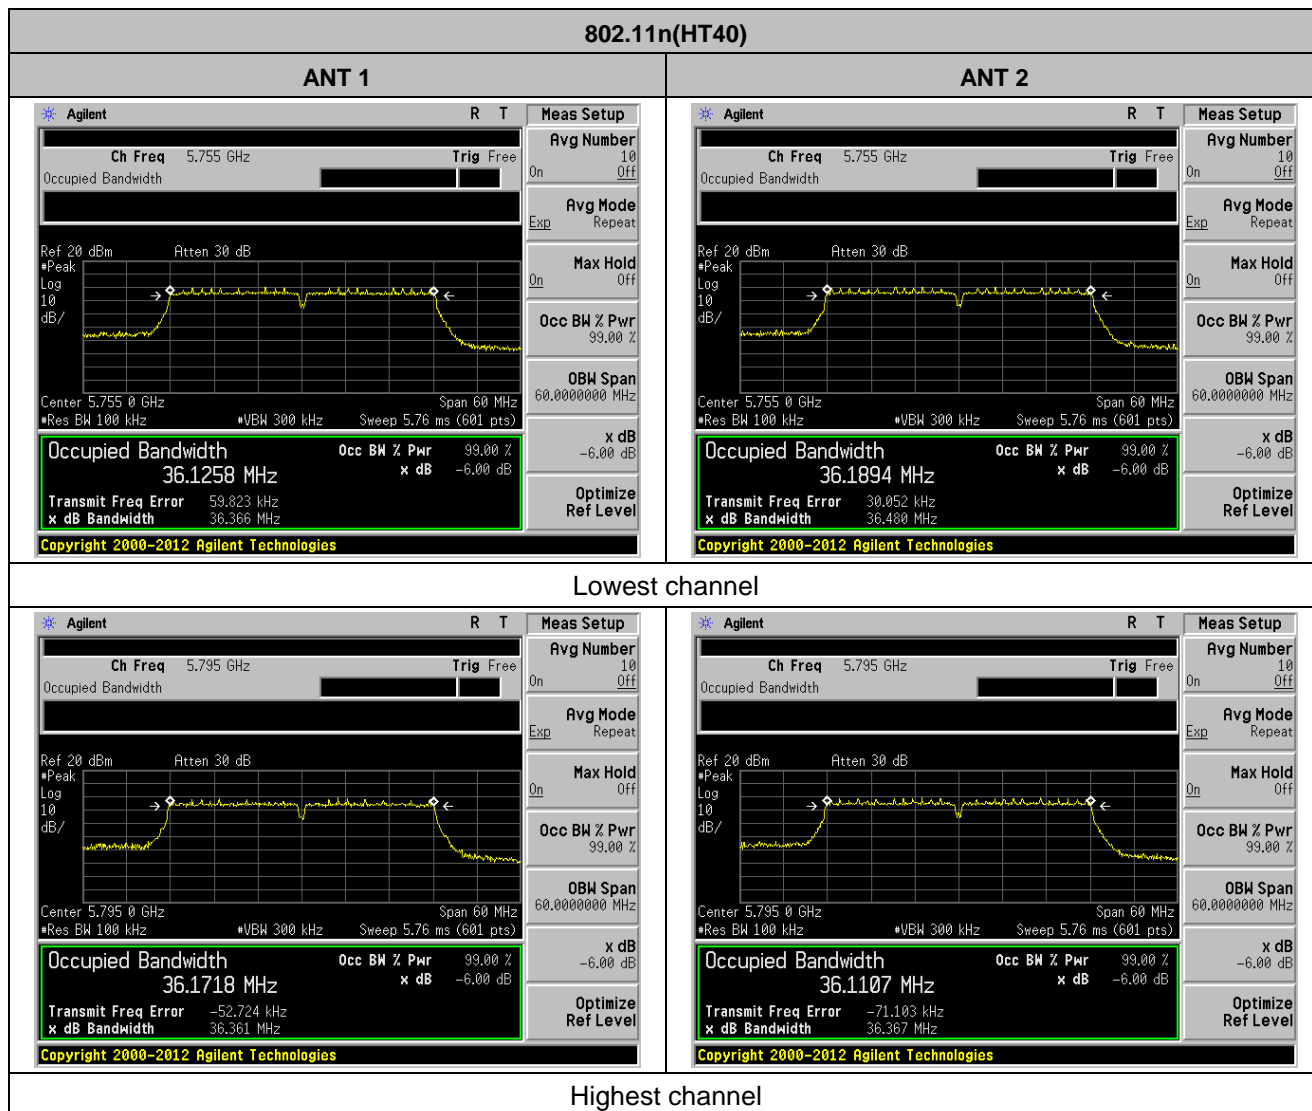 802.11n(HT40)
ANT 1
ANT 2
Agilent R T
Ch Freq 5.755 GHz Trig Free
Occupied Bandwidth
Ref 20 dBm Atten 30 dB
#Peak
Log
10
dB/
Center 5.755 0 GHz Span 60 MHz
#Res BW 100 kHz #VBW 300 kHz Sweep 5.76 ms (601 pts)
Occupied Bandwidth Occ BW % Pwr 99.00 %
36.1258 MHz x dB -6.00 dB
Transmit Freq Error 59.823 kHz
x dB Bandwidth 36.366 MHz
Copyright 2000-2012 Agilent Technologies
Meas Setup
Avg Number
10
On Off
Avg Mode
Exp Repeat
Max Hold
On Off
Occ BW % Pwr
99.00 %
OBW Span
60.0000000 MHz
x dB
-6.00 dB
Optimize
Ref Level
Agilent R T
Ch Freq 5.755 GHz Trig Free
Occupied Bandwidth
Ref 20 dBm Atten 30 dB
#Peak
Log
10
dB/
Center 5.755 0 GHz Span 60 MHz
#Res BW 100 kHz #VBW 300 kHz Sweep 5.76 ms (601 pts)
Occupied Bandwidth Occ BW % Pwr 99.00 %
36.1894 MHz x dB -6.00 dB
Transmit Freq Error 30.052 kHz
x dB Bandwidth 36.480 MHz
Copyright 2000-2012 Agilent Technologies
Meas Setup
Avg Number
10
On Off
Avg Mode
Exp Repeat
Max Hold
On Off
Occ BW % Pwr
99.00 %
OBW Span
60.0000000 MHz
x dB
-6.00 dB
Optimize
Ref Level
Lowest channel
Agilent R T
Ch Freq 5.795 GHz Trig Free
Occupied Bandwidth
Ref 20 dBm Atten 30 dB
#Peak
Log
10
dB/
Center 5.795 0 GHz Span 60 MHz
#Res BW 100 kHz #VBW 300 kHz Sweep 5.76 ms (601 pts)
Occupied Bandwidth Occ BW % Pwr 99.00 %
36.1718 MHz x dB -6.00 dB
Transmit Freq Error -52.724 kHz
x dB Bandwidth 36.361 MHz
Copyright 2000-2012 Agilent Technologies
Meas Setup
Avg Number
10
On Off
Avg Mode
Exp Repeat
Max Hold
On Off
Occ BW % Pwr
99.00 %
OBW Span
60.0000000 MHz
x dB
-6.00 dB
Optimize
Ref Level
Agilent R T
Ch Freq 5.795 GHz Trig Free
Occupied Bandwidth
Ref 20 dBm Atten 30 dB
#Peak
Log
10
dB/
Center 5.795 0 GHz Span 60 MHz
#Res BW 100 kHz #VBW 300 kHz Sweep 5.76 ms (601 pts)
Occupied Bandwidth Occ BW % Pwr 99.00 %
36.1107 MHz x dB -6.00 dB
Transmit Freq Error -71.103 kHz
x dB Bandwidth 36.367 MHz
Copyright 2000-2012 Agilent Technologies
Meas Setup
Avg Number
10
On Off
Avg Mode
Exp Repeat
Max Hold
On Off
Occ BW % Pwr
99.00 %
OBW Span
60.0000000 MHz
x dB
-6.00 dB
Optimize
Ref Level
Highest channel